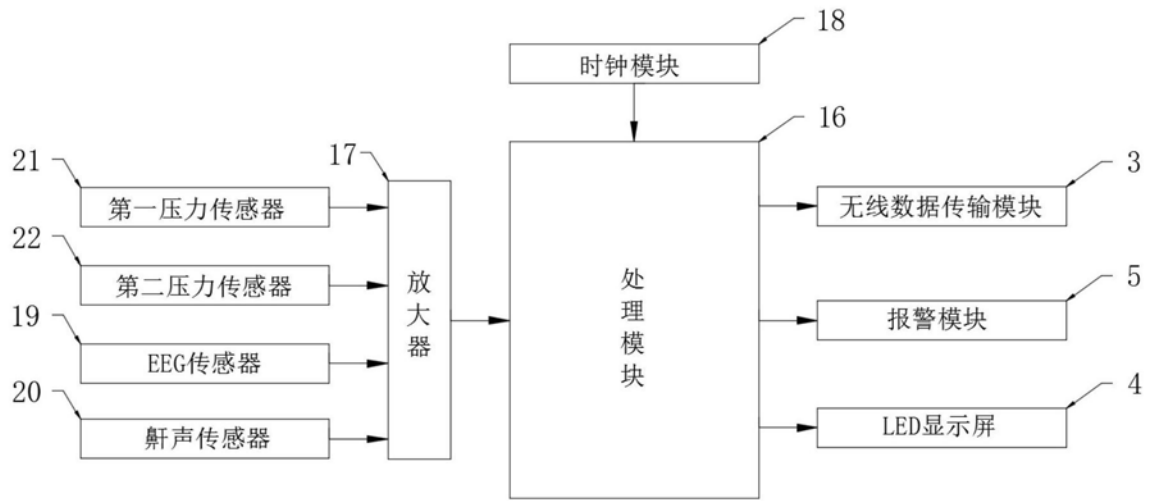 18
时钟模块
16
21
17
3
第一压力传感器
无线数据传输模块
22
第二压力传感器
放大器
处理模块
5
报警模块
19
EEG传感器
20
鼾声传感器
4
LED显示屏